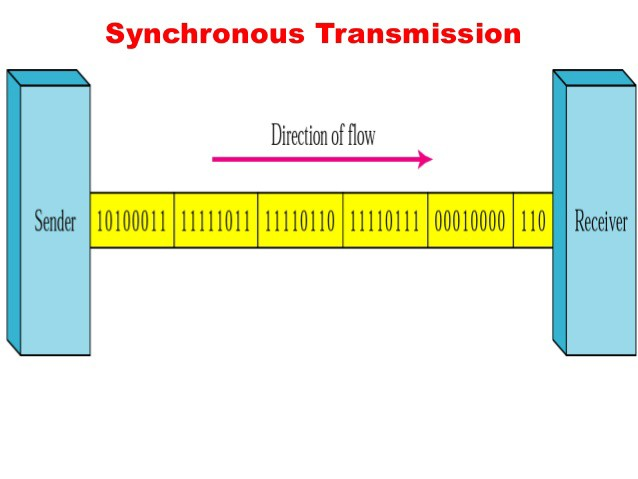 Synchronous Transmission
Direction of flow
Sender 10100011 11111011 11110110 11110111 00010000 110 Receiver